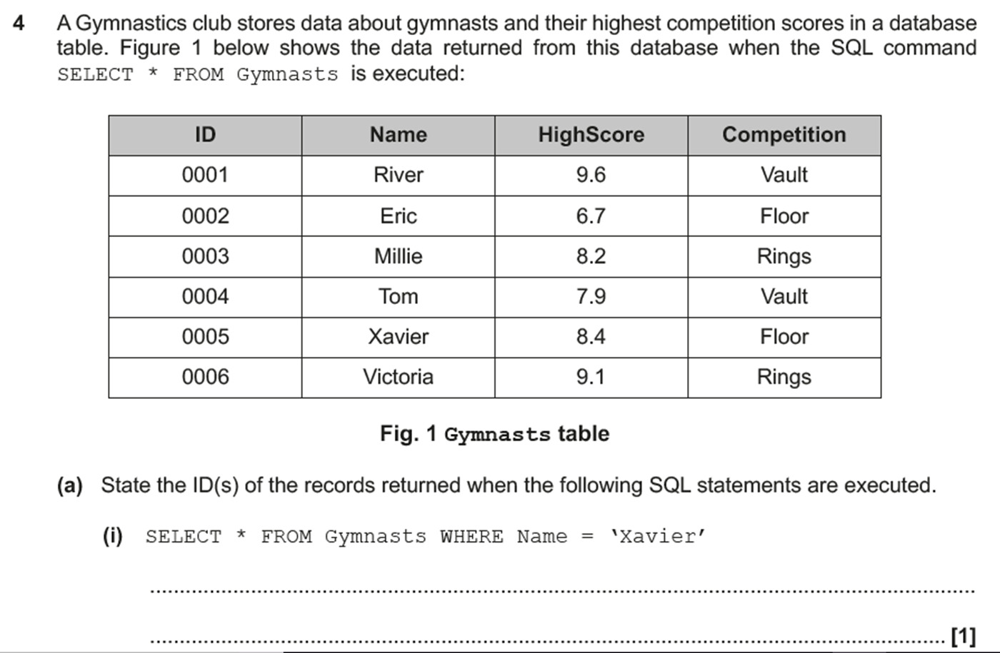 4 A Gymnastics club stores data about gymnasts and their highest competition scores in a database
table. Figure 1 below shows the data returned from this database when the SQL command
SELECT * FROM Gymnasts is executed:
ID Name HighScore Competition
0001 River 9.6 Vault
0002 Eric 6.7 Floor
0003 Millie 8.2 Rings
0004 Tom 7.9 Vault
0005 Xavier 8.4 Floor
0006 Victoria 9.1 Rings
Fig. 1 Gymnasts table
(a) State the ID(s) of the records returned when the following SQL statements are executed.
(i) SELECT * FROM Gymnasts WHERE Name = ‘Xavier’
[1]